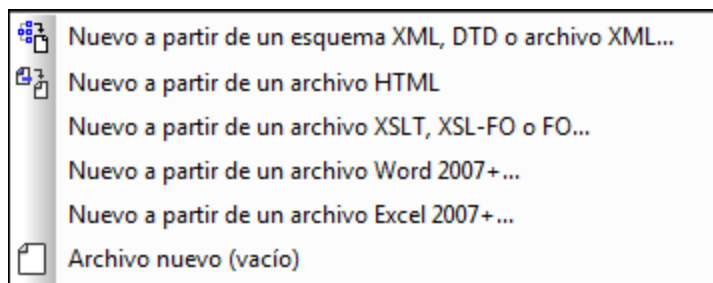 Nuevo a partir de un esquema XML, DTD o archivo XML...
Nuevo a partir de un archivo HTML
Nuevo a partir de un archivo XSLT, XSL-FO o FO...
Nuevo a partir de un archivo Word 2007+...
Nuevo a partir de un archivo Excel 2007+...
Archivo nuevo (vacío)